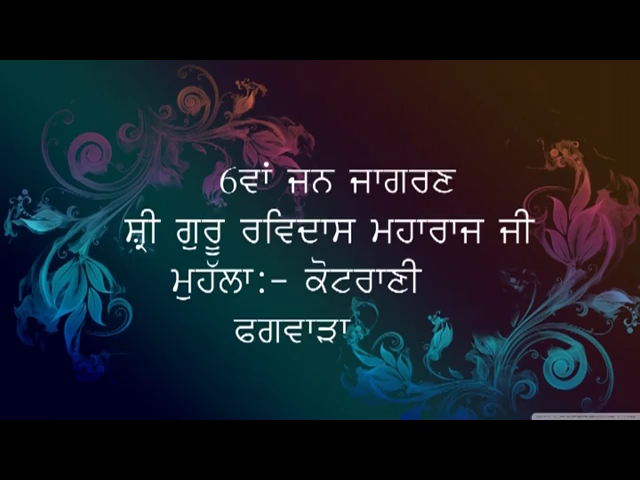 6ਵਾਂ ਜਨ ਜਾਗਰਣ
ਸ਼੍ਰੀ ਗੁਰੂ ਰਵਿਦਾਸ ਮਹਾਰਾਜ ਜੀ
ਮੁਹੱਲਾ:- ਕੋਟਰਾਣੀ
ਫਗਵਾੜਾ